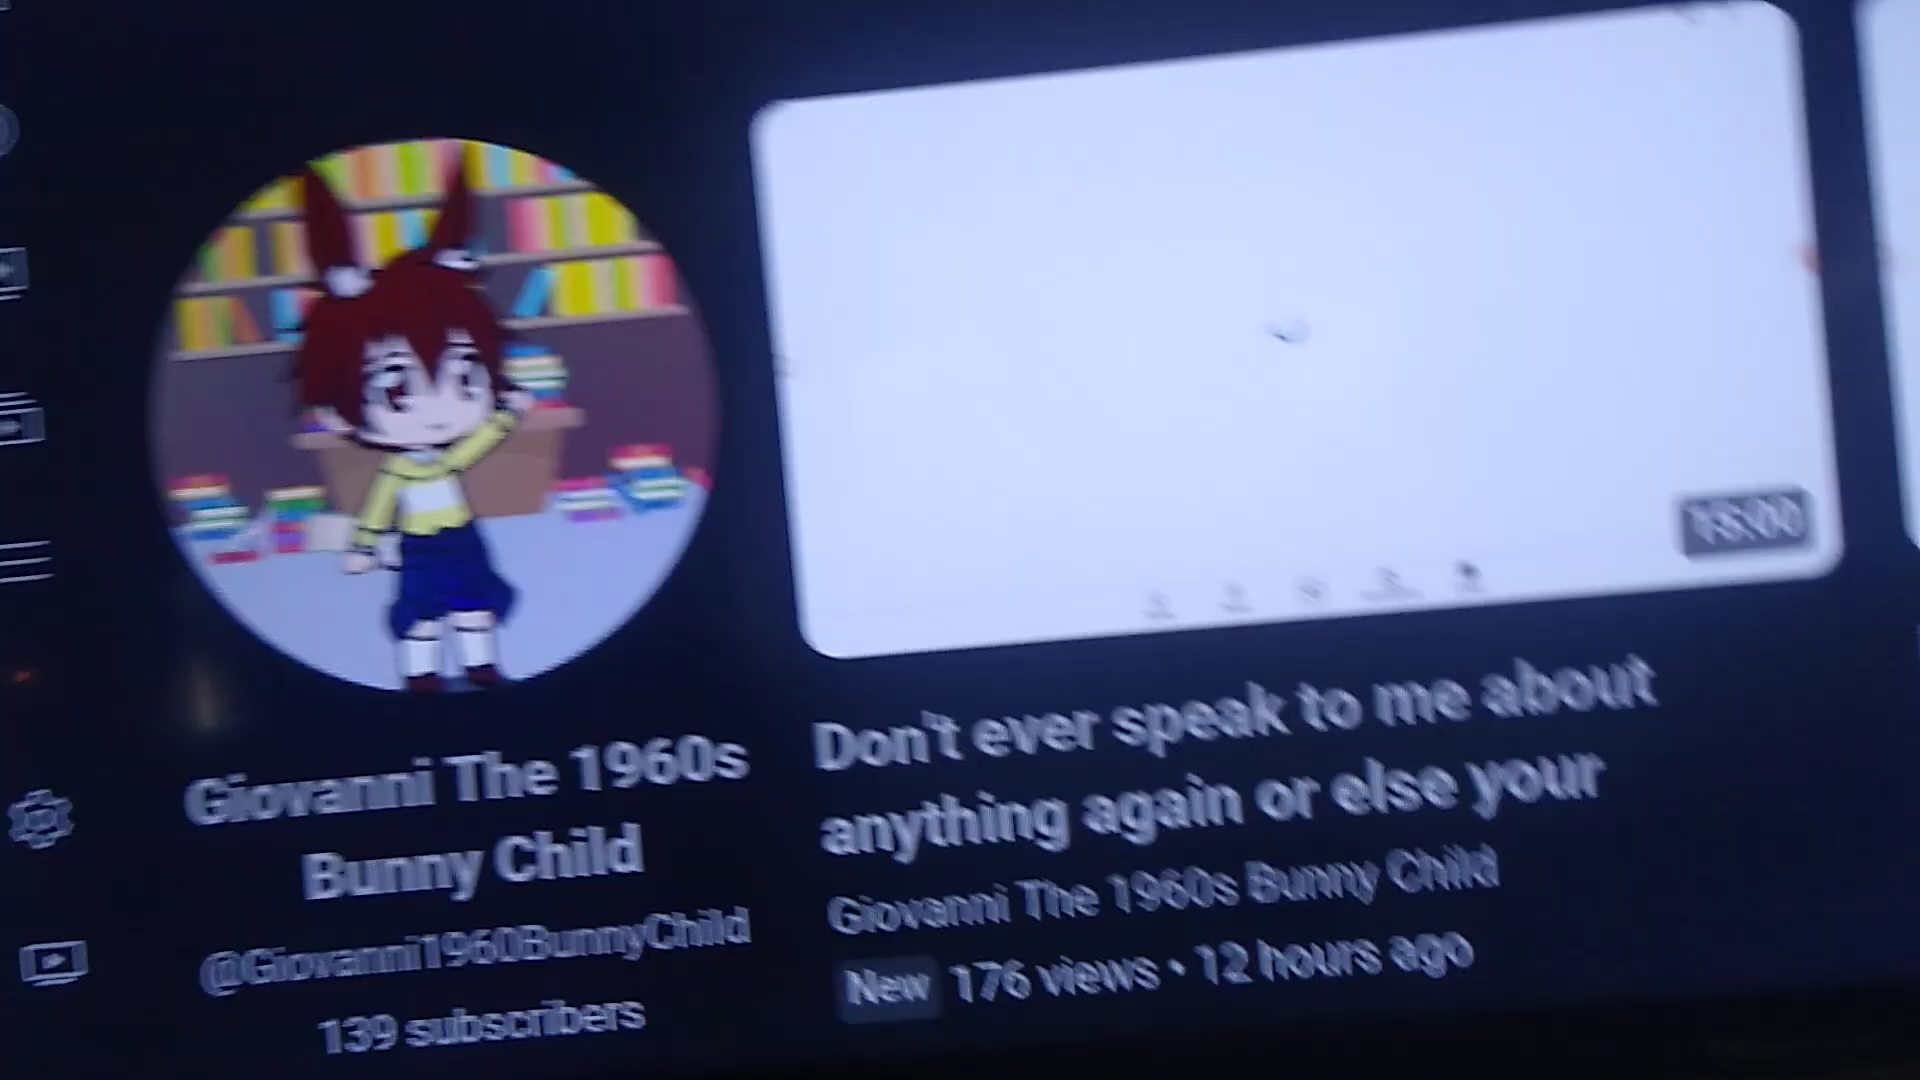 Giovanni The 1960s
Bunny Child
@Giovanni1960BunnyChild
139 subscribers
Don't ever speak to me about
anything again or else your
Giovanni The 1960s Bunny Child
New 176 views • 12 hours ago